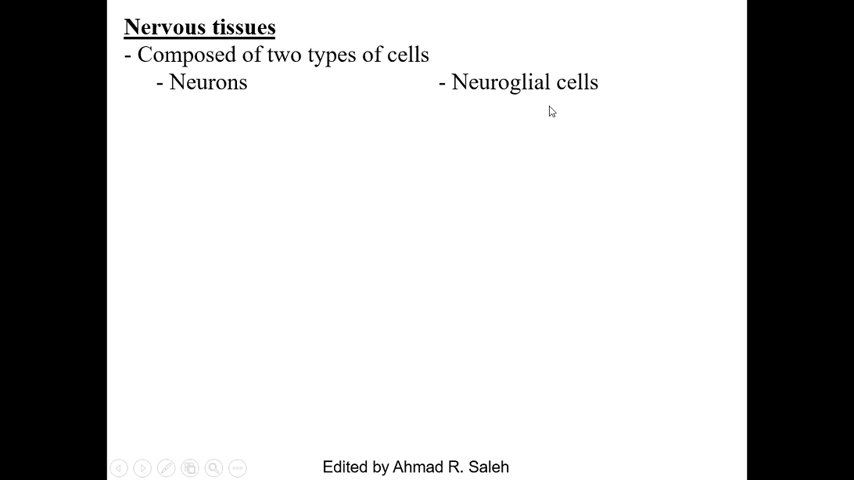 Nervous tissues
- Composed of two types of cells
- Neurons - Neuroglial cells
Edited by Ahmad R. Saleh